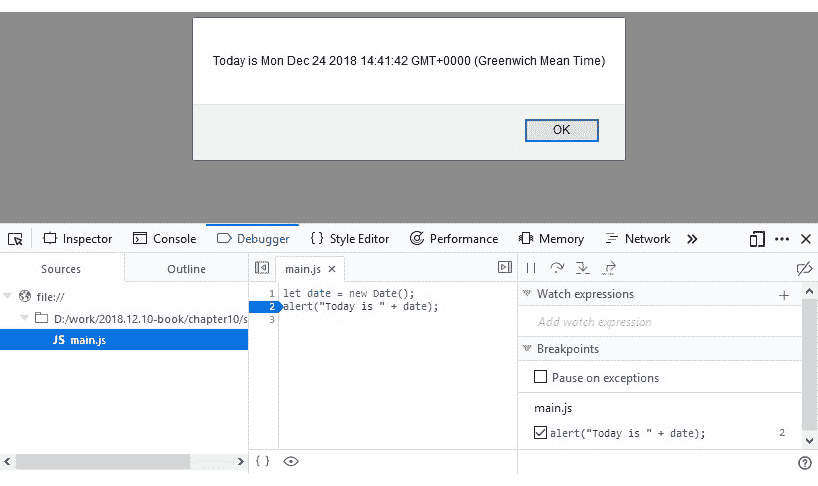 Today is Mon Dec 24 2018 14:41:42 GMT+0000 (Greenwich Mean Time)
OK
Inspector Console Debugger { } Style Editor Performance Memory Network
Sources Outline
main.js
file://
D:/work/2018.12.10-book/chapter10/s
JS main.js
1 let date = new Date();
2 alert("Today is " + date);
3
{ }
Watch expressions
Add watch expression
Breakpoints
Pause on exceptions
main.js
alert("Today is " + date); 2